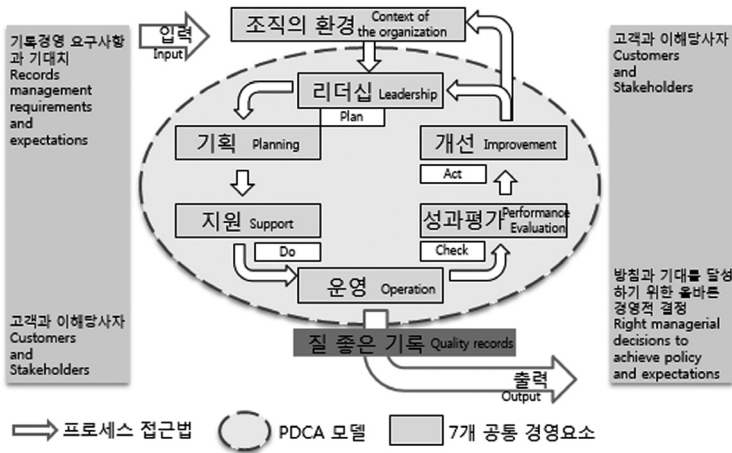 기록경영 요구사항
과 기대치
Records
management
requirements
and
expectations
고객과 이해당사자
Customers
and
Stakeholders
입력
Input
조직의 환경 Context of
the organization
리더십 Leadership
Plan
기획 Planning
개선 Improvement
Act
지원 Support
성과평가 Performance
Evaluation
Do
Check
운영 Operation
질 좋은 기록 Quality records
출력
Output
고객과 이해당사자
Customers
and
Stakeholders
방침과 기대를 달성
하기 위한 올바른
경영적 결정
Right managerial
decisions to
achieve policy
and expectations
프로세스 접근법
PDCA 모델
7개 공통 경영요소